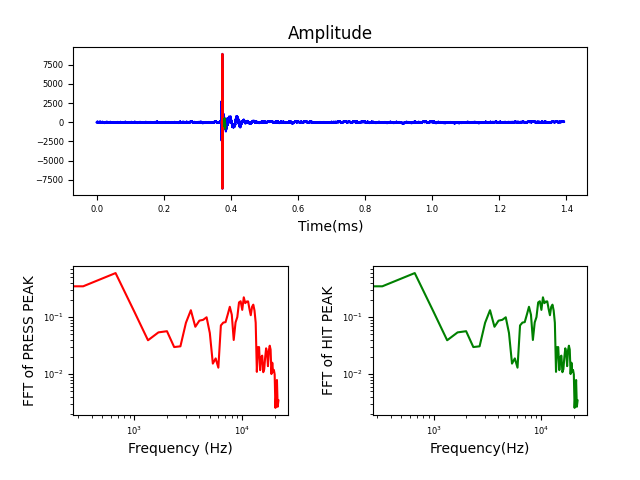 Amplitude
7500
5000
2500
0
−2500
−5000
−7500
0.0 0.2 0.4 0.6 0.8 1.0 1.2 1.4
Time(ms)
FFT of PRESS PEAK
10⁻¹
10⁻²
10³ 10⁴
Frequency (Hz)
FFT of HIT PEAK
10⁻¹
10⁻²
10³ 10⁴
Frequency(Hz)